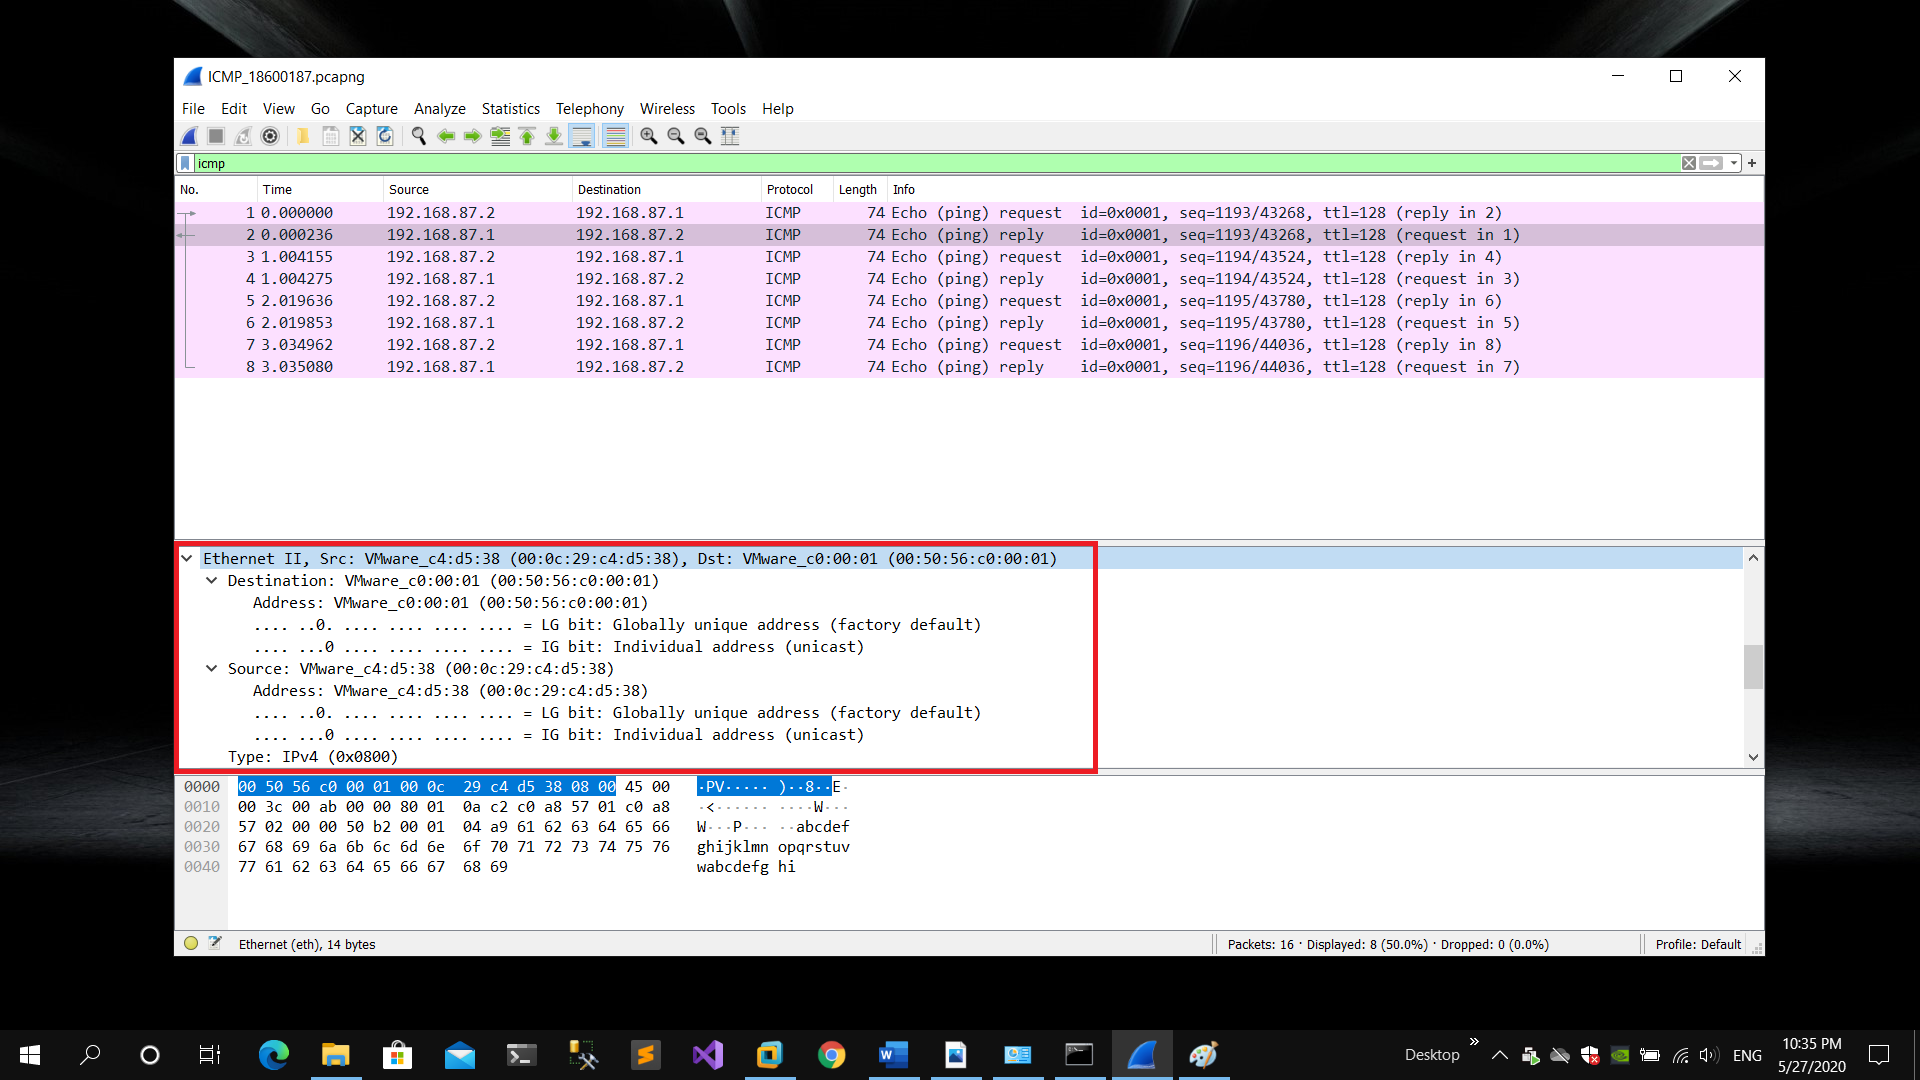 ICMP_18600187.pcapng
File Edit View Go Capture Analyze Statistics Telephony Wireless Tools Help
icmp
No. Time Source Destination Protocol Length Info
1 0.000000 192.168.87.2 192.168.87.1 ICMP 74 Echo (ping) request id=0x0001, seq=1193/43268, ttl=128 (reply in 2)
2 0.000236 192.168.87.1 192.168.87.2 ICMP 74 Echo (ping) reply id=0x0001, seq=1193/43268, ttl=128 (request in 1)
3 1.004155 192.168.87.2 192.168.87.1 ICMP 74 Echo (ping) request id=0x0001, seq=1194/43524, ttl=128 (reply in 4)
4 1.004275 192.168.87.1 192.168.87.2 ICMP 74 Echo (ping) reply id=0x0001, seq=1194/43524, ttl=128 (request in 3)
5 2.019636 192.168.87.2 192.168.87.1 ICMP 74 Echo (ping) request id=0x0001, seq=1195/43780, ttl=128 (reply in 6)
6 2.019853 192.168.87.1 192.168.87.2 ICMP 74 Echo (ping) reply id=0x0001, seq=1195/43780, ttl=128 (request in 5)
7 3.034962 192.168.87.2 192.168.87.1 ICMP 74 Echo (ping) request id=0x0001, seq=1196/44036, ttl=128 (reply in 8)
8 3.035080 192.168.87.1 192.168.87.2 ICMP 74 Echo (ping) reply id=0x0001, seq=1196/44036, ttl=128 (request in 7)
Ethernet II, Src: VMware_c4:d5:38 (00:0c:29:c4:d5:38), Dst: VMware_c0:00:01 (00:50:56:c0:00:01)
Destination: VMware_c0:00:01 (00:50:56:c0:00:01)
Address: VMware_c0:00:01 (00:50:56:c0:00:01)
.... ..0. .... .... .... .... = LG bit: Globally unique address (factory default)
.... ...0 .... .... .... .... = IG bit: Individual address (unicast)
Source: VMware_c4:d5:38 (00:0c:29:c4:d5:38)
Address: VMware_c4:d5:38 (00:0c:29:c4:d5:38)
.... ..0. .... .... .... .... = LG bit: Globally unique address (factory default)
.... ...0 .... .... .... .... = IG bit: Individual address (unicast)
Type: IPv4 (0x0800)
0000 00 50 56 c0 00 01 00 0c 29 c4 d5 38 08 00 45 00 ·PV····· )··8··E·
0010 00 3c 00 ab 00 00 80 01 0a c2 c0 a8 57 01 c0 a8 ·<······ ····W···
0020 57 02 00 00 50 b2 00 01 04 a9 61 62 63 64 65 66 W···P··· ··abcdef
0030 67 68 69 6a 6b 6c 6d 6e 6f 70 71 72 73 74 75 76 ghijklmn opqrstuv
0040 77 61 62 63 64 65 66 67 68 69 wabcdefg hi
Ethernet (eth), 14 bytes
Packets: 16 · Displayed: 8 (50.0%) · Dropped: 0 (0.0%)
Profile: Default
Desktop
ENG
10:35 PM
5/27/2020